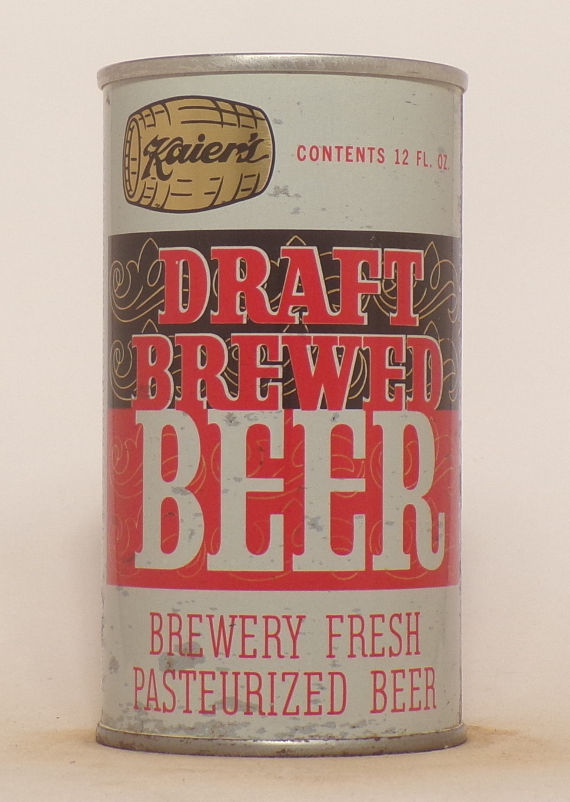 Kaier's
CONTENTS 12 FL. OZ.
DRAFT
BREWED
BEER
BREWERY FRESH
PASTEURIZED BEER